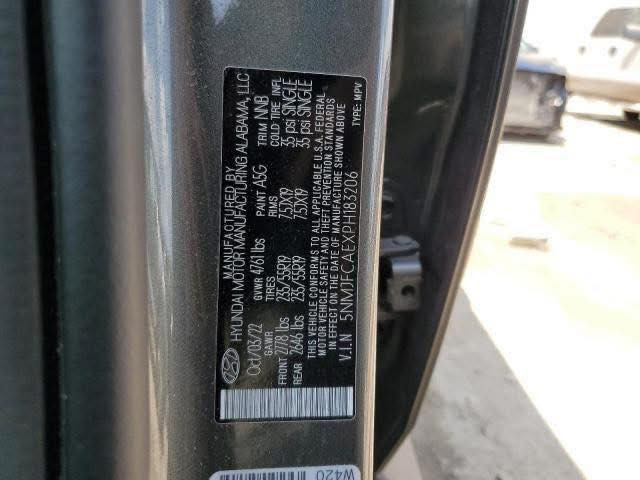 MANUFACTURED BY
HYUNDAI MOTOR MANUFACTURING ALABAMA, LLC
Oct/03/22 GVWR 4761 lbs PAINT A5G TRIM NNB
GAWR TIRES RIMS COLD TIRE INFL
FRONT 2778 lbs 235/55R19 7.5JX19 35 psi SINGLE
REAR 2646 lbs 235/55R19 7.5JX19 35 psi SINGLE
THIS VEHICLE CONFORMS TO ALL APPLICABLE U.S.A. FEDERAL
MOTOR VEHICLE SAFETY AND THEFT PREVENTION STANDARDS
IN EFFECT ON THE DATE OF MANUFACTURE SHOWN ABOVE
V.I.N 5NMJFCAEXPH183206 TYPE: MPV
W420